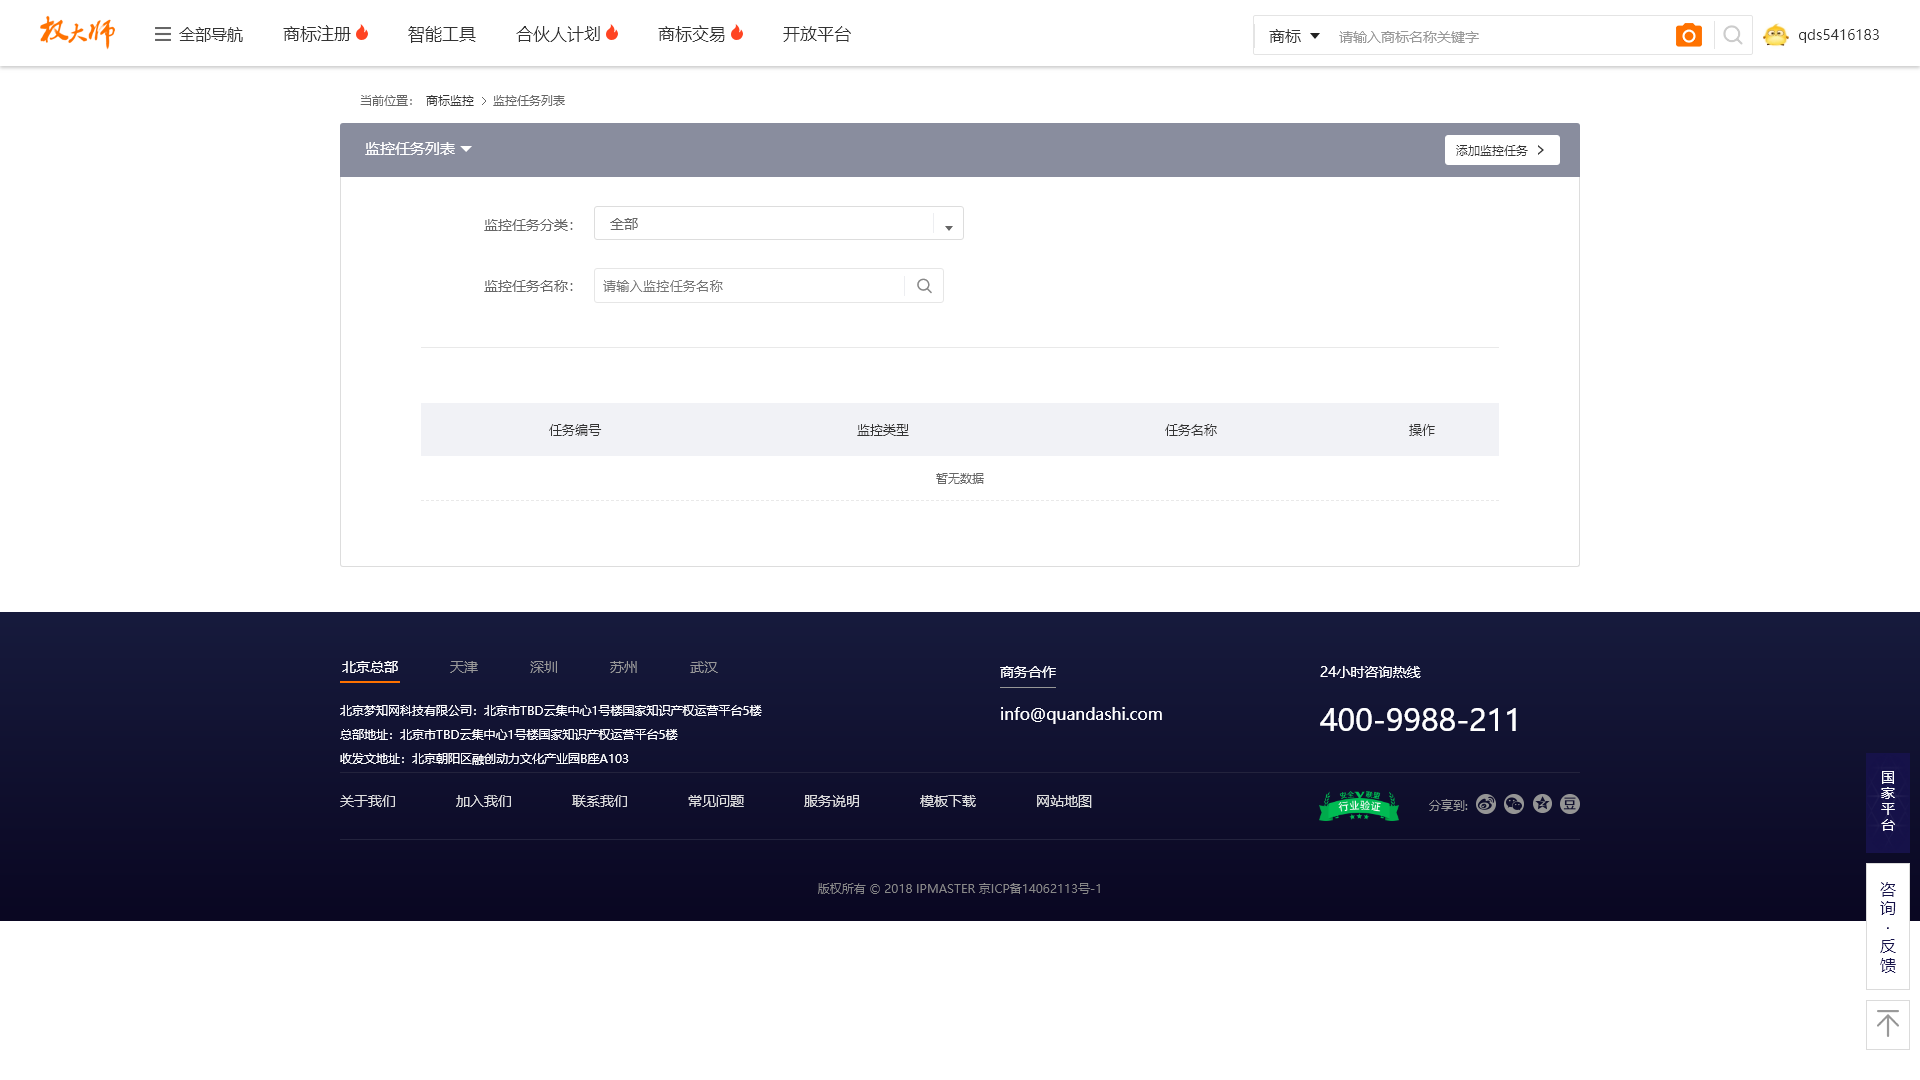 权大师
全部导航
商标注册
智能工具
合伙人计划
商标交易
开放平台
商标
请输入商标名称关键字
qds5416183
当前位置： 商标监控 > 监控任务列表
监控任务列表
添加监控任务
监控任务分类：
全部
监控任务名称：
请输入监控任务名称
任务编号 监控类型 任务名称 操作
暂无数据
北京总部 天津 深圳 苏州 武汉
北京梦知网科技有限公司：北京市TBD云集中心1号楼国家知识产权运营平台5楼
总部地址：北京市TBD云集中心1号楼国家知识产权运营平台5楼
收发文地址：北京朝阳区融创动力文化产业园B座A103
商务合作
info@quandashi.com
24小时咨询热线
400-9988-211
关于我们 加入我们 联系我们 常见问题 服务说明 模板下载 网站地图
安全V联盟
行业验证
分享到:
豆
版权所有 © 2018 IPMASTER 京ICP备14062113号-1
国家平台
咨询·反馈